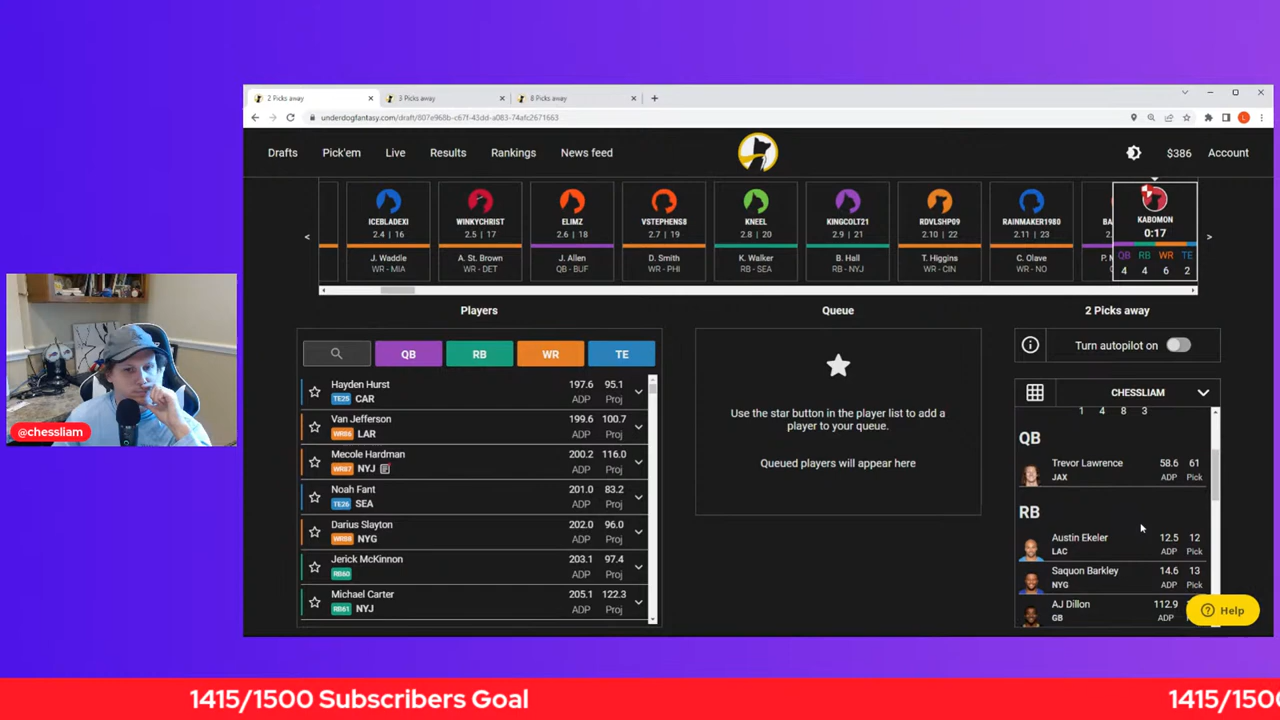 2 Picks away
3 Picks away
8 Picks away
underdogfantasy.com/draft/807e968b-c67f-43dd-a083-74afc2671663
L
Drafts
Pick'em
Live
Results
Rankings
News feed
$386
Account
ICEBLADEXI
2.4 | 16
J. Waddle
WR - MIA
WINKYCHRIST
2.5 | 17
A. St. Brown
WR - DET
ELIMZ
2.6 | 18
J. Allen
QB - BUF
VSTEPHENS8
2.7 | 19
D. Smith
WR - PHI
KNEEL
2.8 | 20
K. Walker
RB - SEA
KINGCOLT21
2.9 | 21
B. Hall
RB - NYJ
RDVLSHP09
2.10 | 22
T. Higgins
WR - CIN
RAINMAKER1980
2.11 | 23
C. Olave
WR - NO
KABOMON
0:17
QB RB WR TE
4 4 6 2
Players
QB
RB
WR
TE
Hayden Hurst 197.6 95.1
TE25 CAR ADP Proj
Van Jefferson 199.6 100.7
WR86 LAR ADP Proj
Mecole Hardman 200.2 116.0
WR87 NYJ ADP Proj
Noah Fant 201.0 83.2
TE26 SEA ADP Proj
Darius Slayton 202.0 96.0
WR88 NYG ADP Proj
Jerick McKinnon 203.1 97.4
RB60 ADP Proj
Michael Carter 205.1 122.3
RB61 NYJ ADP Proj
Queue
Use the star button in the player list to add a
player to your queue.
Queued players will appear here
2 Picks away
Turn autopilot on
CHESSLIAM
1 4 8 3
QB
Trevor Lawrence 58.6 61
JAX ADP Pick
RB
Austin Ekeler 12.5 12
LAC ADP Pick
Saquon Barkley 14.6 13
NYG ADP Pick
AJ Dillon 112.9
GB ADP
Help
@chessliam
1415/1500 Subscribers Goal
1415/1500